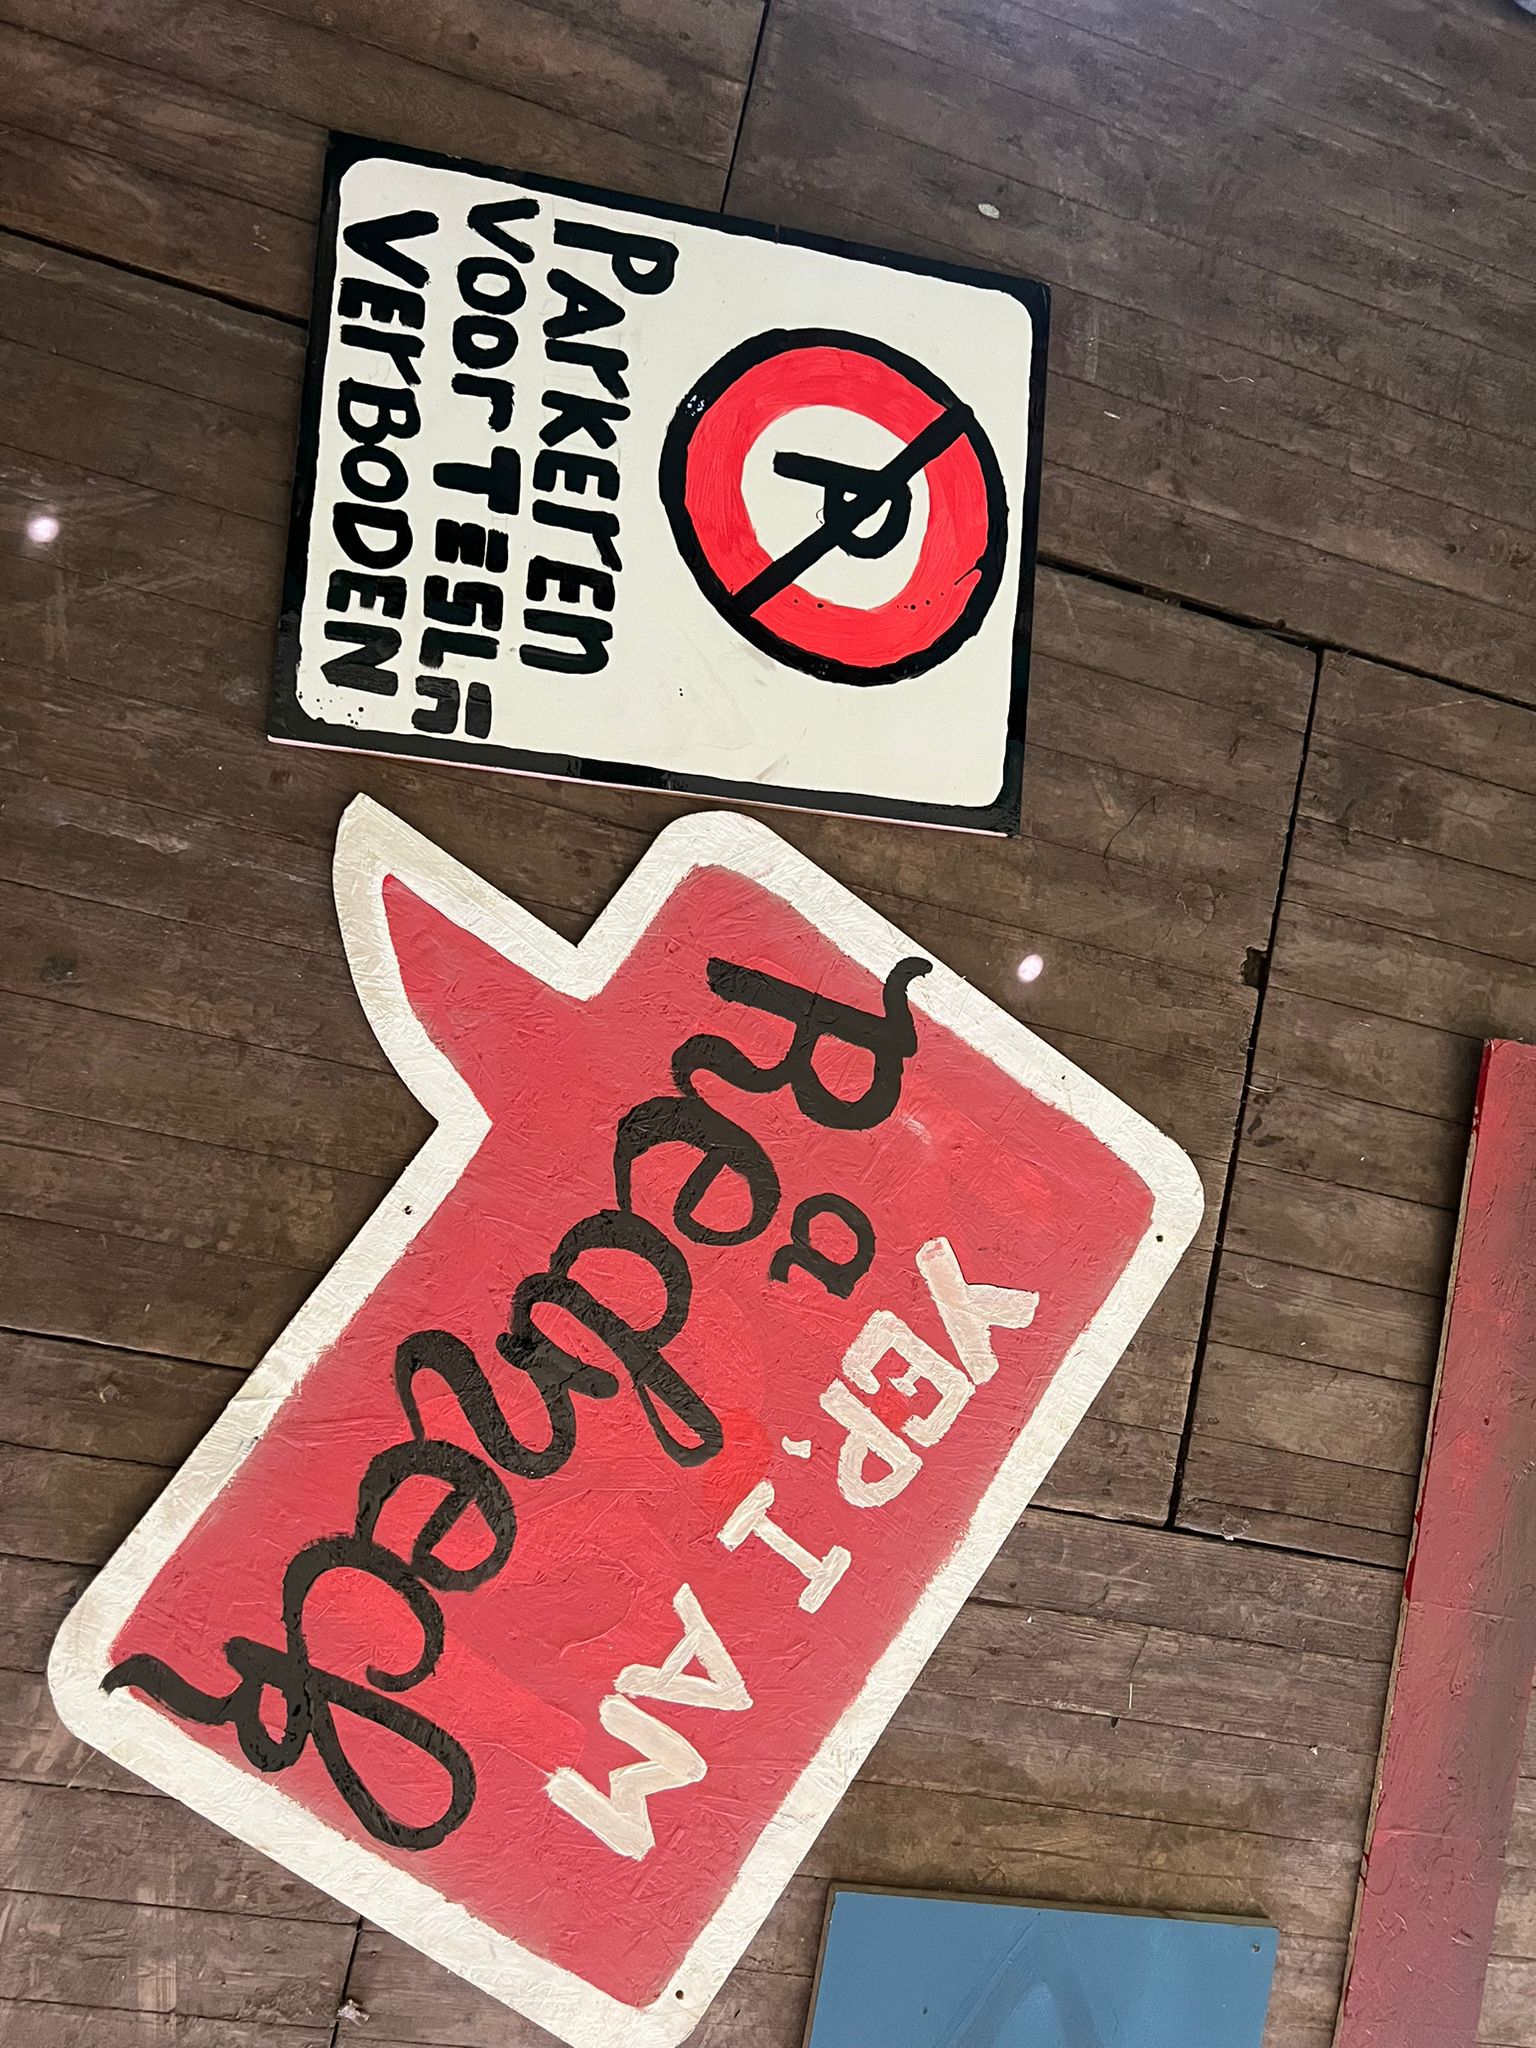 P
Parkeren
voor Tesla
VerBODEN
YEP, I AM
a
Redneck